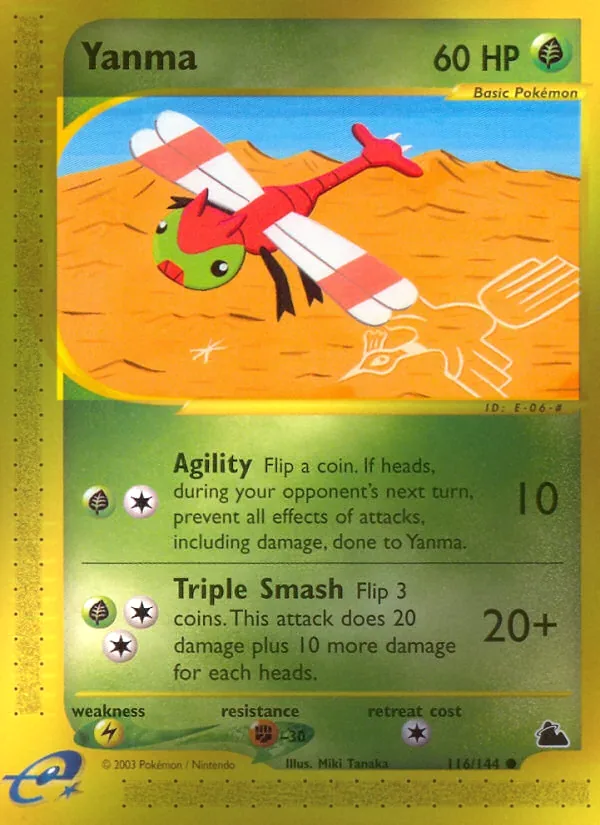 Yanma 60 HP
Basic Pokémon
ID: E-06-#
Agility Flip a coin. If heads,
during your opponent's next turn,
prevent all effects of attacks,
including damage, done to Yanma.
10
Triple Smash Flip 3
coins. This attack does 20
damage plus 10 more damage
for each heads.
20+
weakness resistance retreat cost
-30
© 2003 Pokémon / Nintendo Illus. Miki Tanaka 116/144
e